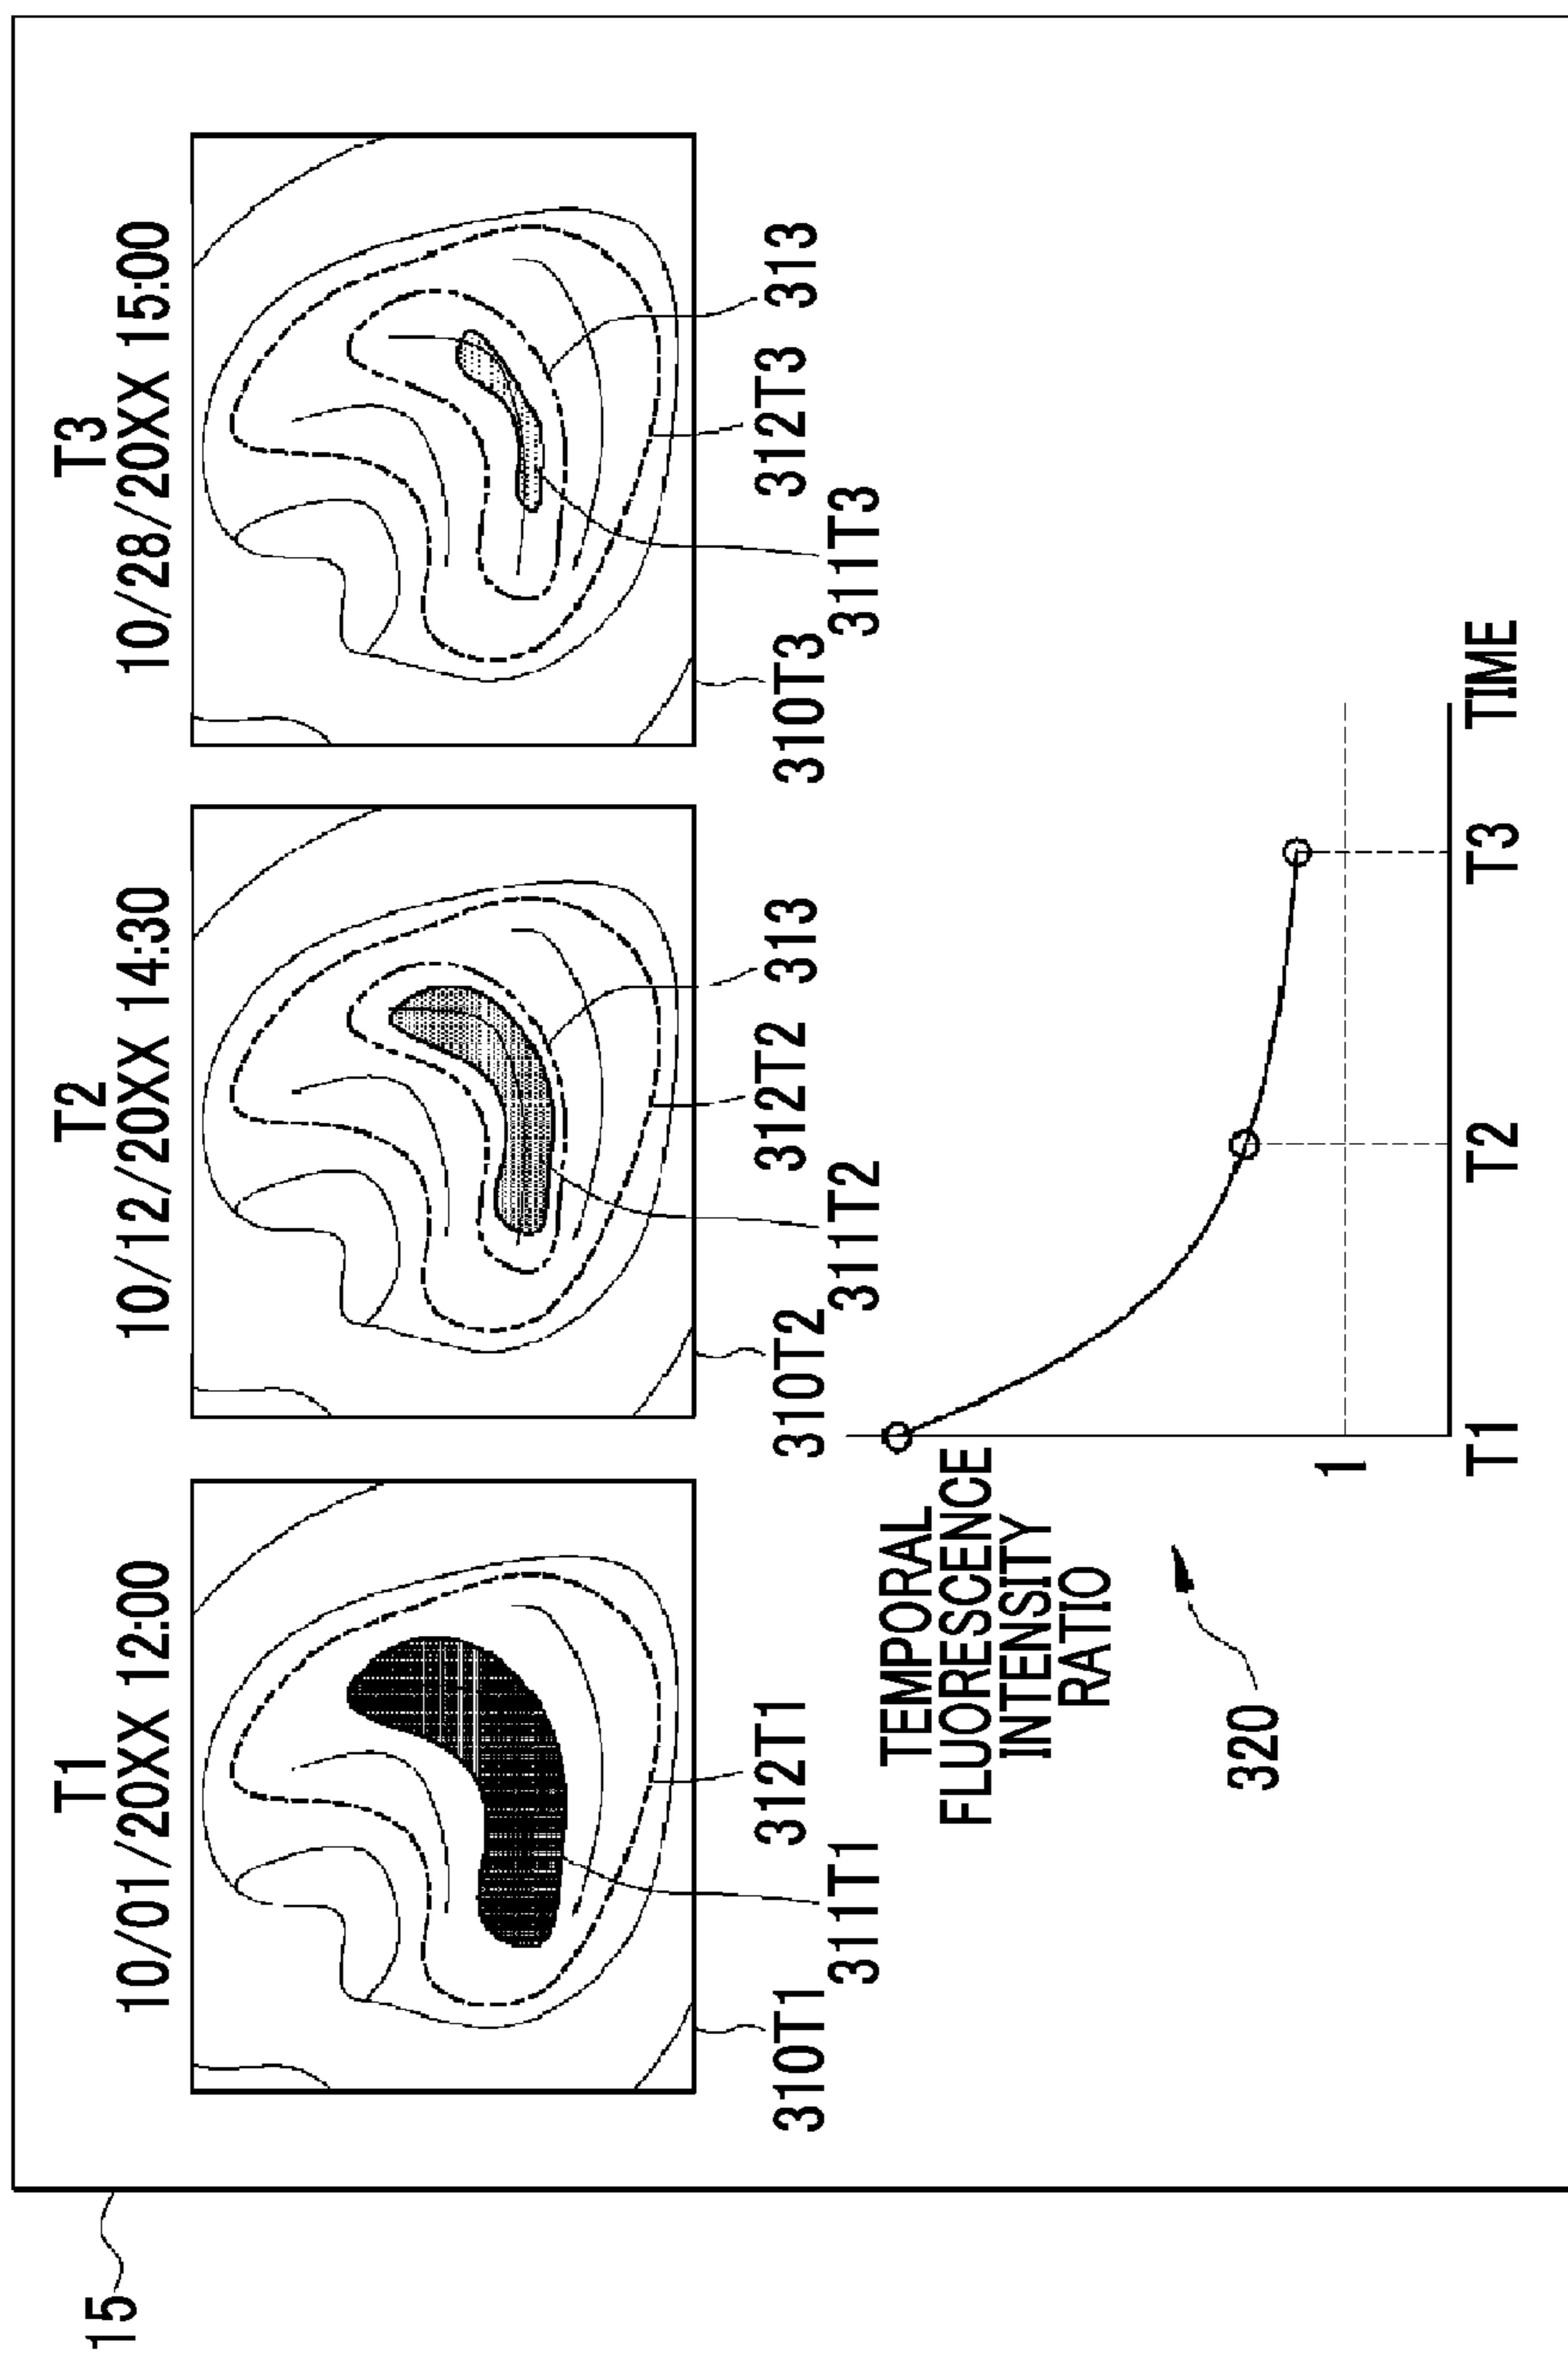 15
T1
10/01/20XX 12:00
T2
10/12/20XX 14:30
T3
10/28/20XX 15:00
310T1
311T1
312T1
310T2
311T2
312T2
313
310T3
311T3
312T3
313
TEMPORAL
FLUORESCENCE
INTENSITY
RATIO
320
1
T1
T2
T3
TIME